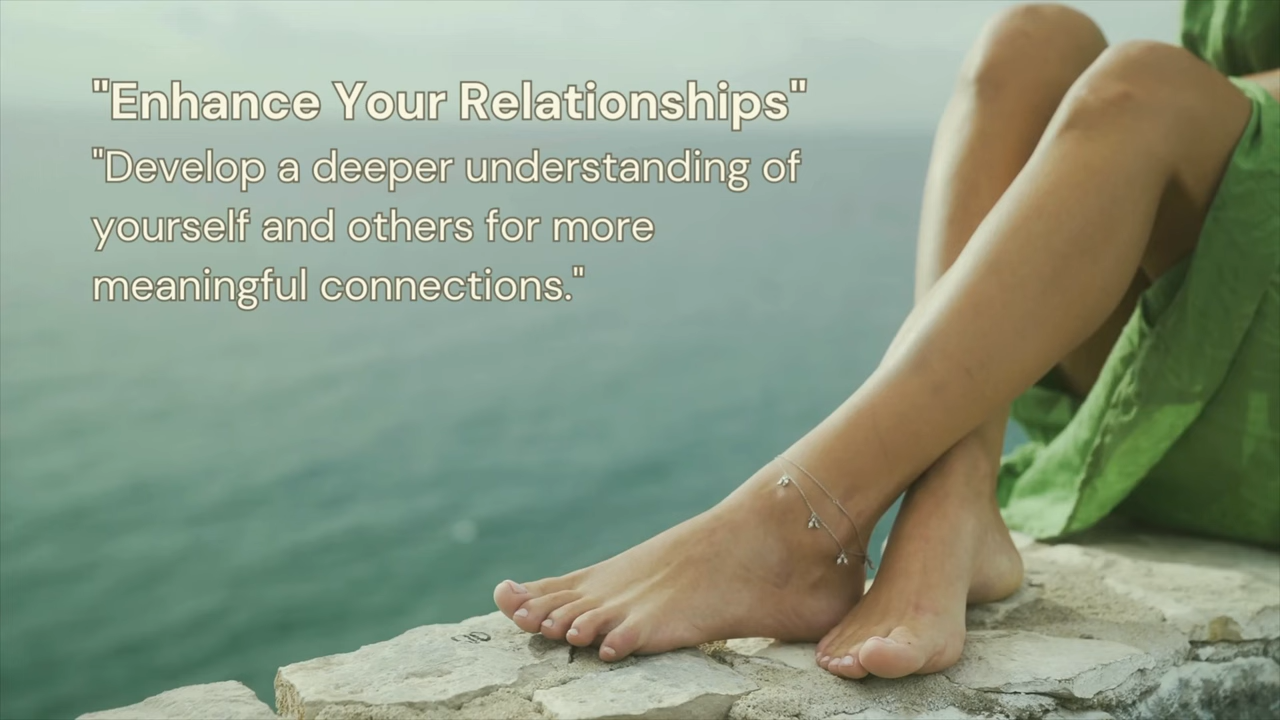 "Enhance Your Relationships"
"Develop a deeper understanding of
yourself and others for more
meaningful connections."